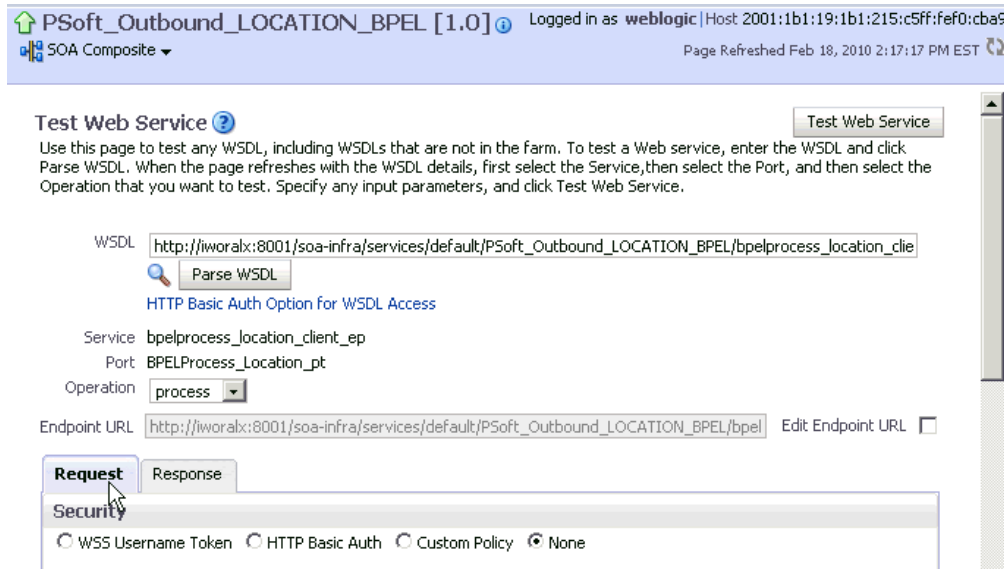 PSoft_Outbound_LOCATION_BPEL [1.0] Logged in as weblogic|Host 2001:1b1:19:1b1:215:c5ff:fef0:cba9
SOA Composite Page Refreshed Feb 18, 2010 2:17:17 PM EST
Test Web Service Test Web Service
Use this page to test any WSDL, including WSDLs that are not in the farm. To test a Web service, enter the WSDL and click
Parse WSDL. When the page refreshes with the WSDL details, first select the Service,then select the Port, and then select the
Operation that you want to test. Specify any input parameters, and click Test Web Service.
WSDL http://iworalx:8001/soa-infra/services/default/PSoft_Outbound_LOCATION_BPEL/bpelprocess_location_clie
Parse WSDL
HTTP Basic Auth Option for WSDL Access
Service bpelprocess_location_client_ep
Port BPELProcess_Location_pt
Operation process
Endpoint URL http://iworalx:8001/soa-infra/services/default/PSoft_Outbound_LOCATION_BPEL/bpel Edit Endpoint URL
Request Response
Security
WSS Username Token HTTP Basic Auth Custom Policy None